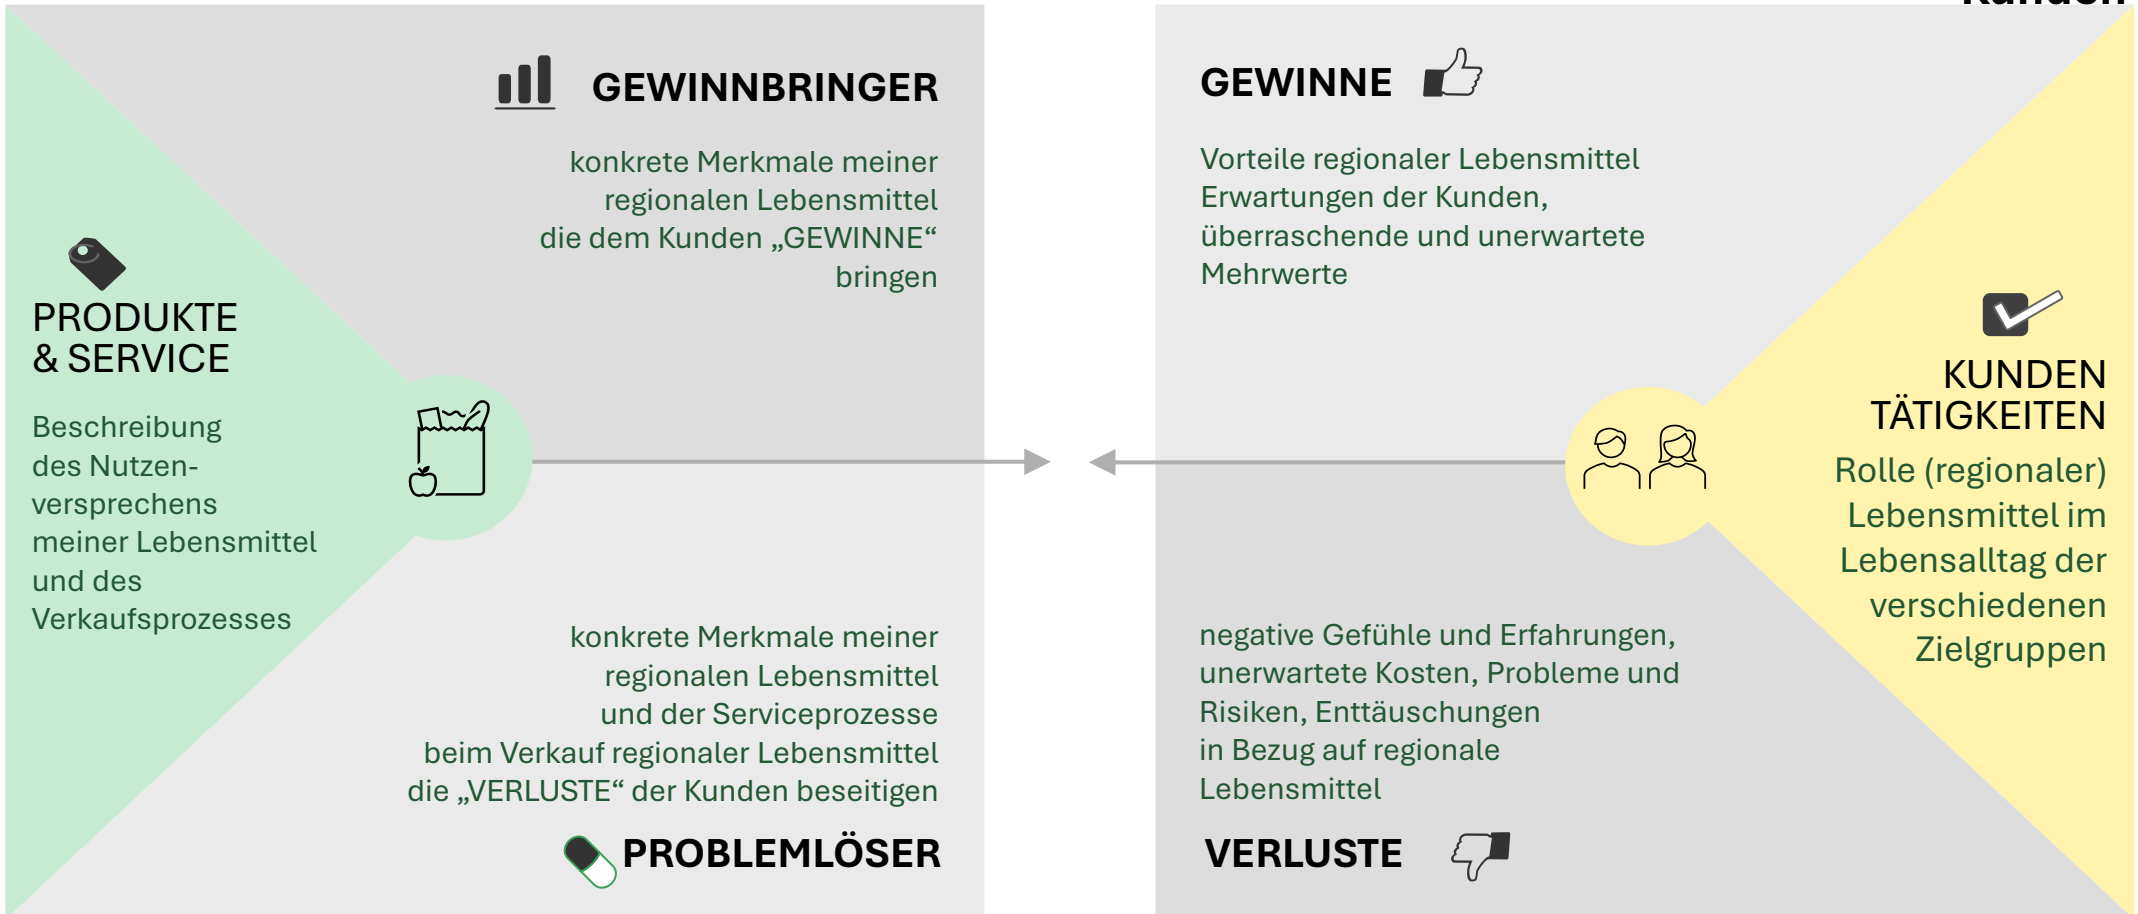 Kunden
GEWINNBRINGER
konkrete Merkmale meiner
regionalen Lebensmittel
die dem Kunden „GEWINNE“
bringen
PRODUKTE
& SERVICE
Beschreibung
des Nutzen-
versprechens
meiner Lebensmittel
und des
Verkaufsprozesses
konkrete Merkmale meiner
regionalen Lebensmittel
und der Serviceprozesse
beim Verkauf regionaler Lebensmittel
die „VERLUSTE“ der Kunden beseitigen
PROBLEMLÖSER
GEWINNE
Vorteile regionaler Lebensmittel
Erwartungen der Kunden,
überraschende und unerwartete
Mehrwerte
KUNDEN
TÄTIGKEITEN
Rolle (regionaler)
Lebensmittel im
Lebensalltag der
verschiedenen
Zielgruppen
negative Gefühle und Erfahrungen,
unerwartete Kosten, Probleme und
Risiken, Enttäuschungen
in Bezug auf regionale
Lebensmittel
VERLUSTE